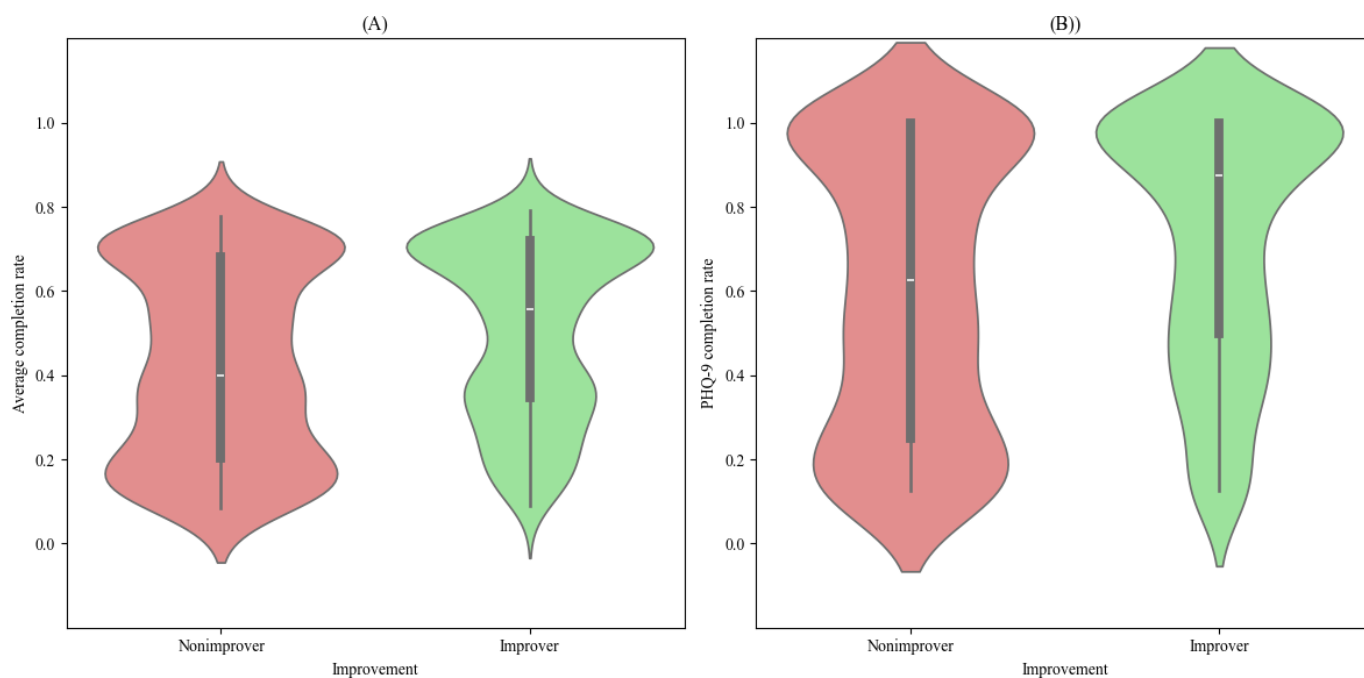 (A)
Average completion rate
1.0
0.8
0.6
0.4
0.2
0.0
Nonimprover
Improver
Improvement
(B))
PHQ-9 completion rate
1.0
0.8
0.6
0.4
0.2
0.0
Nonimprover
Improver
Improvement